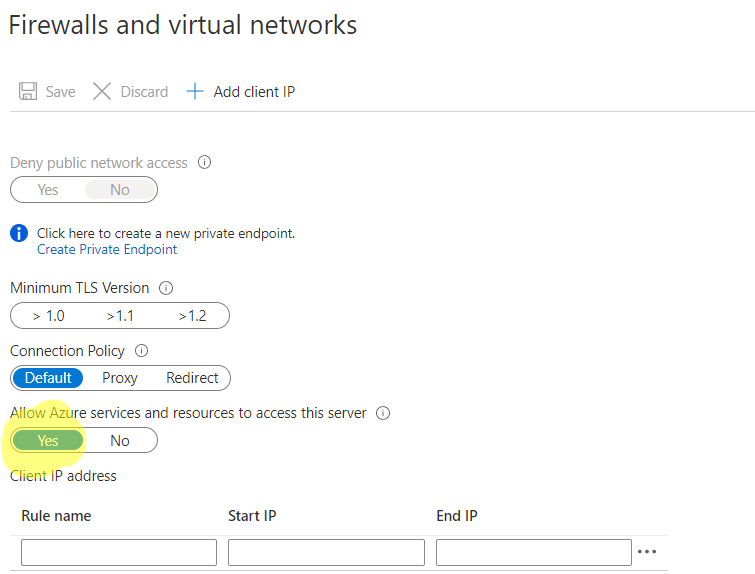 Firewalls and virtual networks
Save Discard Add client IP
Deny public network access
Yes No
Click here to create a new private endpoint.
Create Private Endpoint
Minimum TLS Version
> 1.0 >1.1 >1.2
Connection Policy
Default Proxy Redirect
Allow Azure services and resources to access this server
Yes No
Client IP address
Rule name Start IP End IP